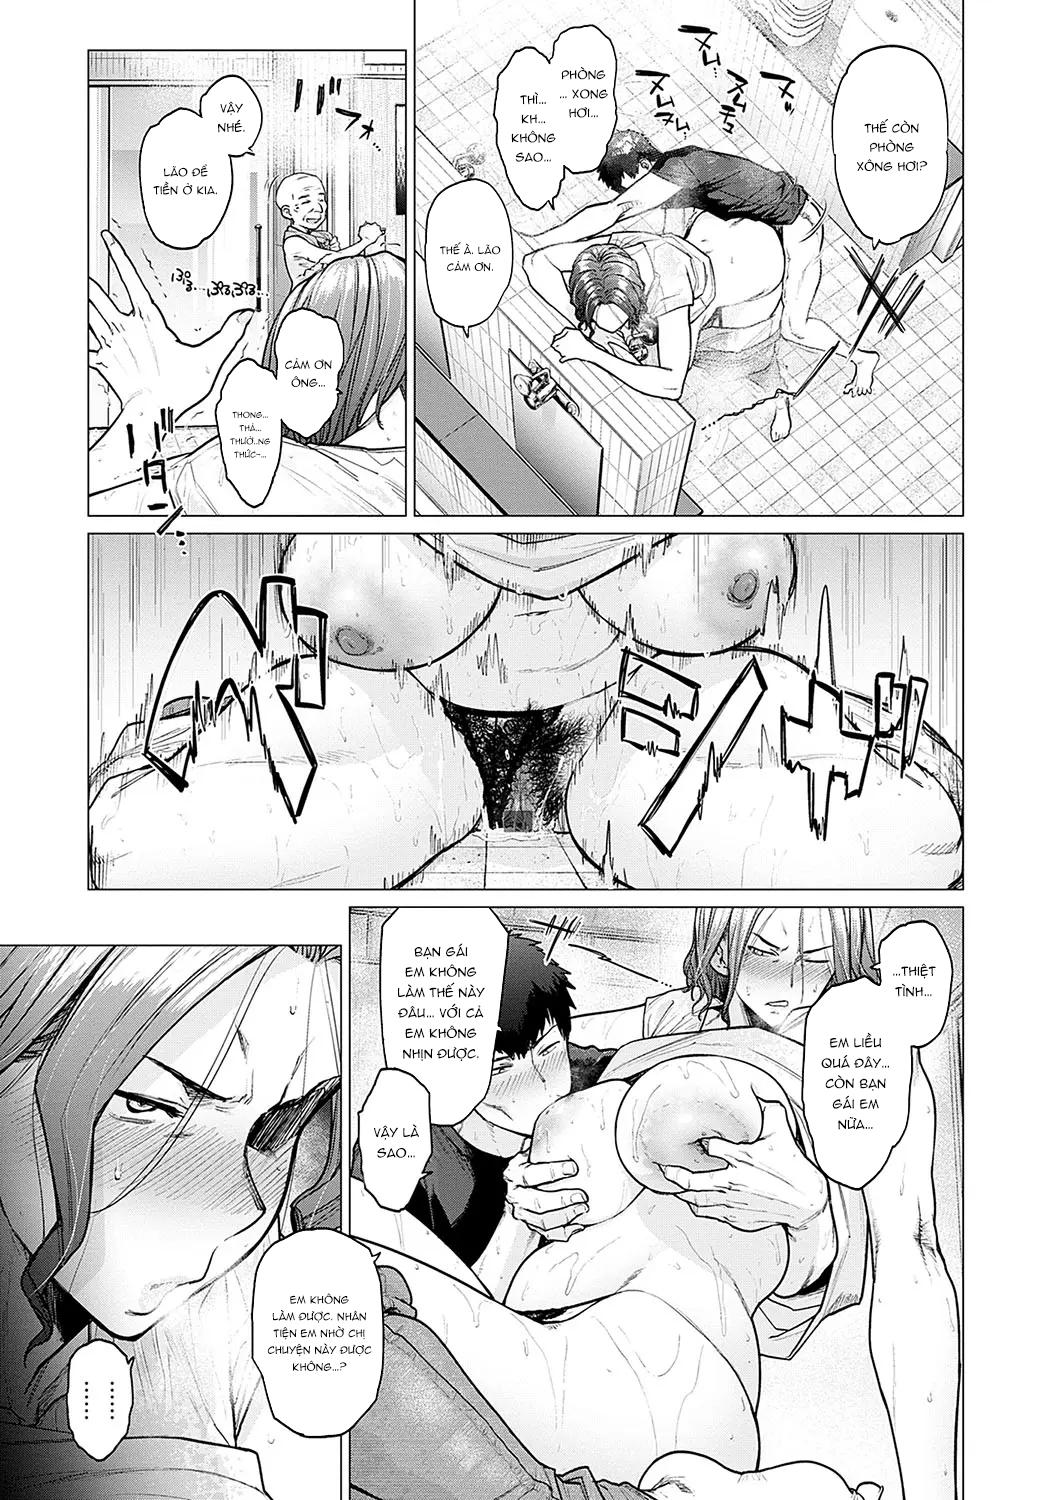 THẾ CÒN
PHÒNG
XÔNG HƠI?
PHÒNG
... XONG
HƠI...
THÌ...
KH...
KHÔNG
SAO...
THẾ À. LÃO
CẢM ƠN.
VẬY
NHÉ.
LÃO ĐỂ
TIỀN Ở KIA.
CẢM ƠN
ÔNG...
THONG...
THẢ...
THƯỞ..NG
THỨC~...
...THIỆT
TÌNH...
EM LIỀU
QUÁ ĐẤY...
CÒN BẠN
GÁI EM
NỮA...
BẠN GÁI
EM KHÔNG
LÀM THẾ NÀY
ĐÂU... VỚI CẢ
EM KHÔNG
NHỊN ĐƯỢC.
VẬY LÀ
SAO...
EM KHÔNG
LÀM ĐƯỢC. NHÂN
TIỆN EM NHỜ CHỊ
CHUYỆN NÀY ĐƯỢC
KHÔNG...?